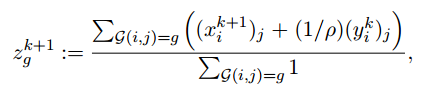 z_g^{k+1} := \frac{\sum_{\mathcal{G}(i,j)=g} \left( (x_i^{k+1})_j + (1/\rho)(y_i^k)_j \right)}{\sum_{\mathcal{G}(i,j)=g} 1},